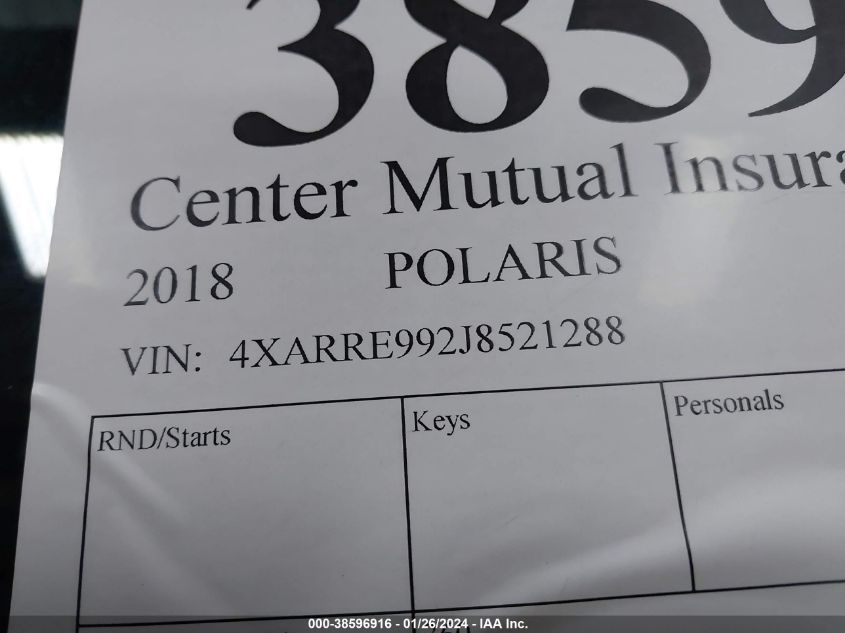 3859
Center Mutual Insura
2018 POLARIS
VIN: 4XARRE992J8521288
RND/Starts Keys Personals
000-38596916 - 01/26/2024 - IAA Inc.